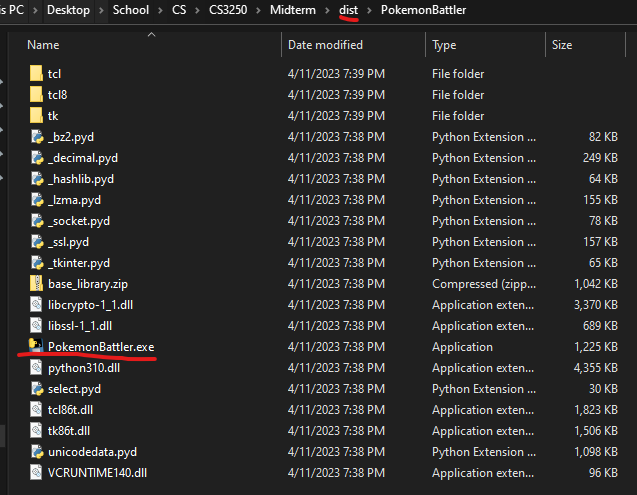 is PC > Desktop > School > CS > CS3250 > Midterm > dist > PokemonBattler
Name Date modified Type Size
tcl 4/11/2023 7:39 PM File folder
tcl8 4/11/2023 7:39 PM File folder
tk 4/11/2023 7:39 PM File folder
_bz2.pyd 4/11/2023 7:38 PM Python Extension ... 82 KB
_decimal.pyd 4/11/2023 7:38 PM Python Extension ... 249 KB
_hashlib.pyd 4/11/2023 7:38 PM Python Extension ... 64 KB
_lzma.pyd 4/11/2023 7:38 PM Python Extension ... 155 KB
_socket.pyd 4/11/2023 7:38 PM Python Extension ... 78 KB
_ssl.pyd 4/11/2023 7:38 PM Python Extension ... 157 KB
_tkinter.pyd 4/11/2023 7:38 PM Python Extension ... 65 KB
base_library.zip 4/11/2023 7:38 PM Compressed (zipp... 1,042 KB
libcrypto-1_1.dll 4/11/2023 7:38 PM Application exten... 3,370 KB
libssl-1_1.dll 4/11/2023 7:38 PM Application exten... 689 KB
PokemonBattler.exe 4/11/2023 7:38 PM Application 1,225 KB
python310.dll 4/11/2023 7:38 PM Application exten... 4,355 KB
select.pyd 4/11/2023 7:38 PM Python Extension ... 30 KB
tcl86t.dll 4/11/2023 7:38 PM Application exten... 1,823 KB
tk86t.dll 4/11/2023 7:38 PM Application exten... 1,506 KB
unicodedata.pyd 4/11/2023 7:38 PM Python Extension ... 1,098 KB
VCRUNTIME140.dll 4/11/2023 7:38 PM Application exten... 96 KB